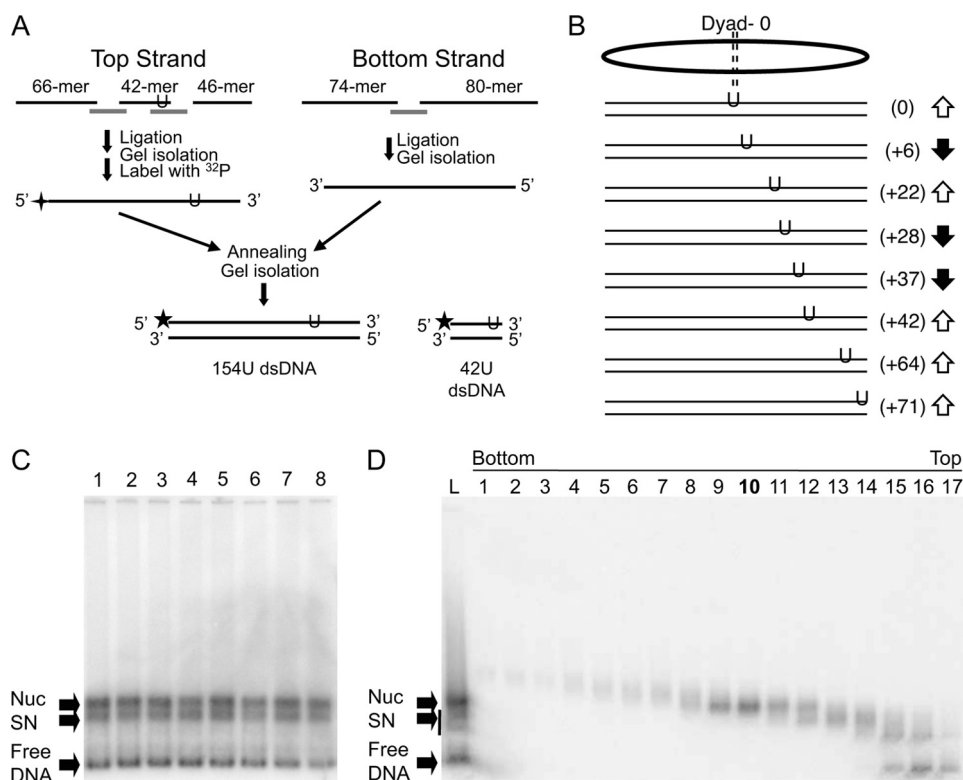 A
Top Strand
Bottom Strand
66-mer 42-mer 46-mer
U
74-mer 80-mer
Ligation
Gel isolation
Label with ³²P
Ligation
Gel isolation
5’ U 3’
3’ 5’
Annealing
Gel isolation
5’ U 3’
3’ 5’
154U dsDNA
5’ U 3’
3’ 5’
42U
dsDNA
B
Dyad- 0
U (0)
U (+6)
U (+22)
U (+28)
U (+37)
U (+42)
U (+64)
U (+71)
C
1 2 3 4 5 6 7 8
Nuc
SN
Free
DNA
D
Bottom Top
L 1 2 3 4 5 6 7 8 9 10 11 12 13 14 15 16 17
Nuc
SN
Free
DNA